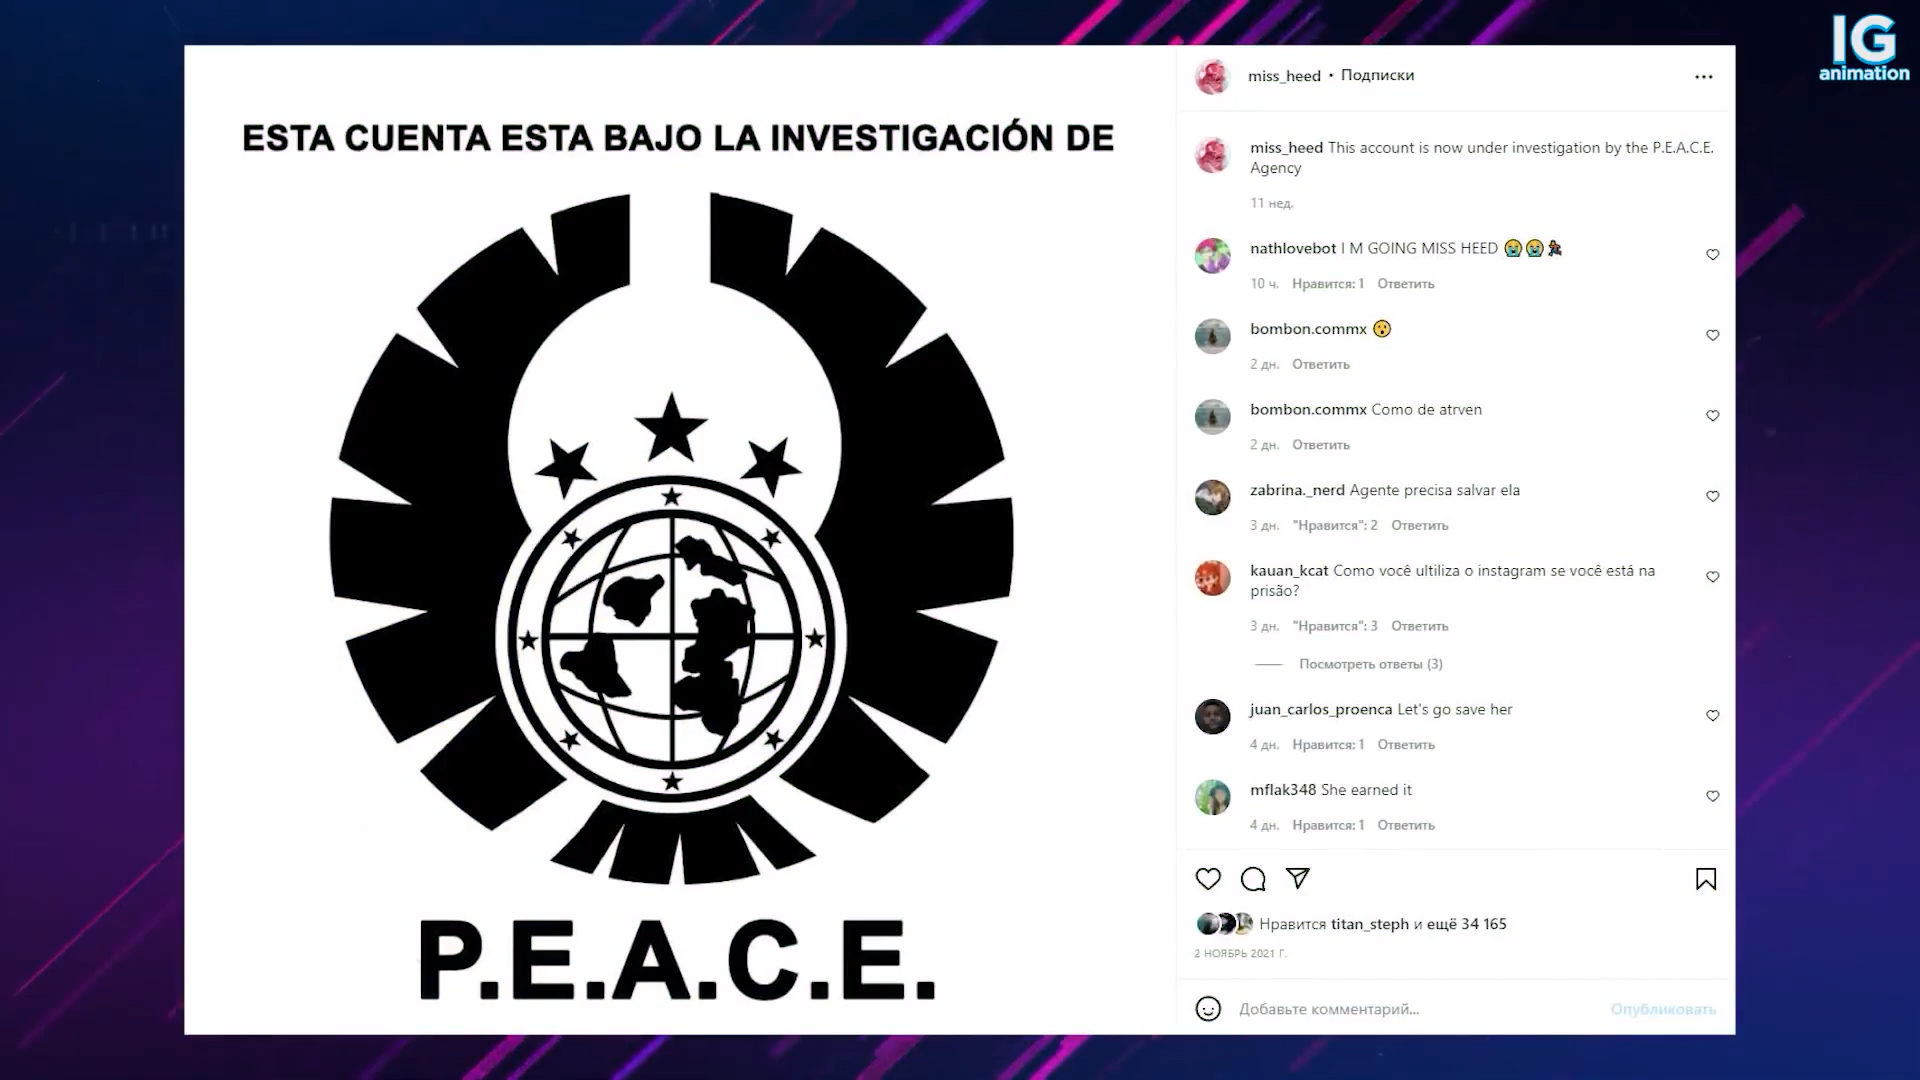 IG
animation
ESTA CUENTA ESTA BAJO LA INVESTIGACIÓN DE
P.E.A.C.E.
miss_heed • Подписки
miss_heed This account is now under investigation by the P.E.A.C.E.
Agency
11 нед.
nathlovebot I M GOING MISS HEED 😭😭🏃
10 ч. Нравится: 1 Ответить
bombon.commx 😮
2 дн. Ответить
bombon.commx Como de atrven
2 дн. Ответить
zabrina._nerd Agente precisa salvar ela
3 дн. "Нравится": 2 Ответить
kauan_kcat Como você ultiliza o instagram se você está na
prisão?
3 дн. "Нравится": 3 Ответить
Посмотреть ответы (3)
juan_carlos_proenca Let's go save her
4 дн. Нравится: 1 Ответить
mflak348 She earned it
4 дн. Нравится: 1 Ответить
Нравится titan_steph и ещё 34 165
2 НОЯБРЬ 2021 Г.
Добавьте комментарий... Опубликовать